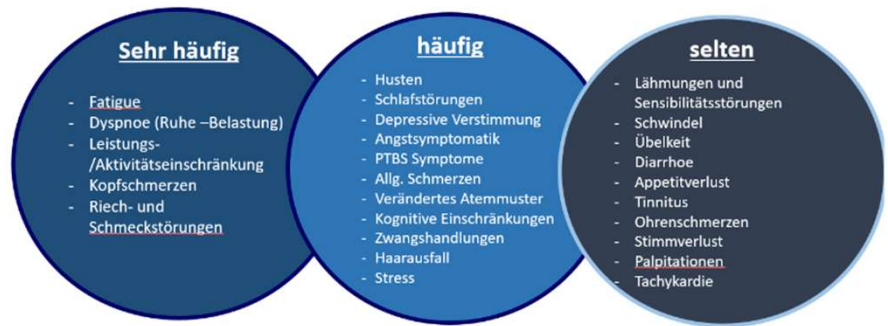 Sehr häufig
- Fatigue
- Dyspnoe (Ruhe –Belastung)
- Leistungs-
/Aktivitätseinschränkung
- Kopfschmerzen
- Riech- und
Schmeckstörungen
häufig
- Husten
- Schlafstörungen
- Depressive Verstimmung
- Angstsymptomatik
- PTBS Symptome
- Allg. Schmerzen
- Verändertes Atemmuster
- Kognitive Einschränkungen
- Zwangshandlungen
- Haarausfall
- Stress
selten
- Lähmungen und
Sensibilitätsstörungen
- Schwindel
- Übelkeit
- Diarrhoe
- Appetitverlust
- Tinnitus
- Ohrenschmerzen
- Stimmverlust
- Palpitationen
- Tachykardie